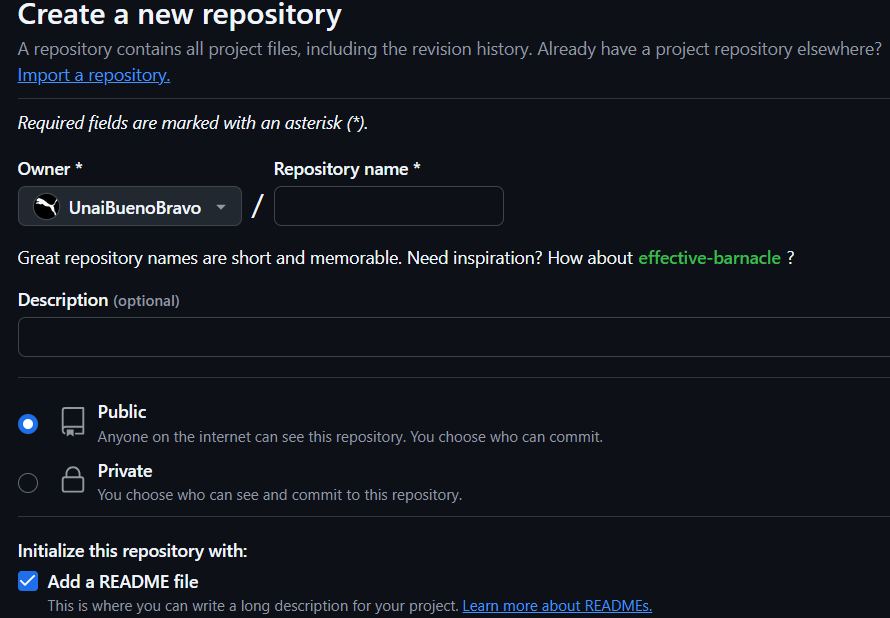 Create a new repository
A repository contains all project files, including the revision history. Already have a project repository elsewhere?
Import a repository.
Required fields are marked with an asterisk (*).
Owner * Repository name *
UnaiBuenoBravo /
Great repository names are short and memorable. Need inspiration? How about effective-barnacle ?
Description (optional)
Public
Anyone on the internet can see this repository. You choose who can commit.
Private
You choose who can see and commit to this repository.
Initialize this repository with:
Add a README file
This is where you can write a long description for your project. Learn more about READMEs.